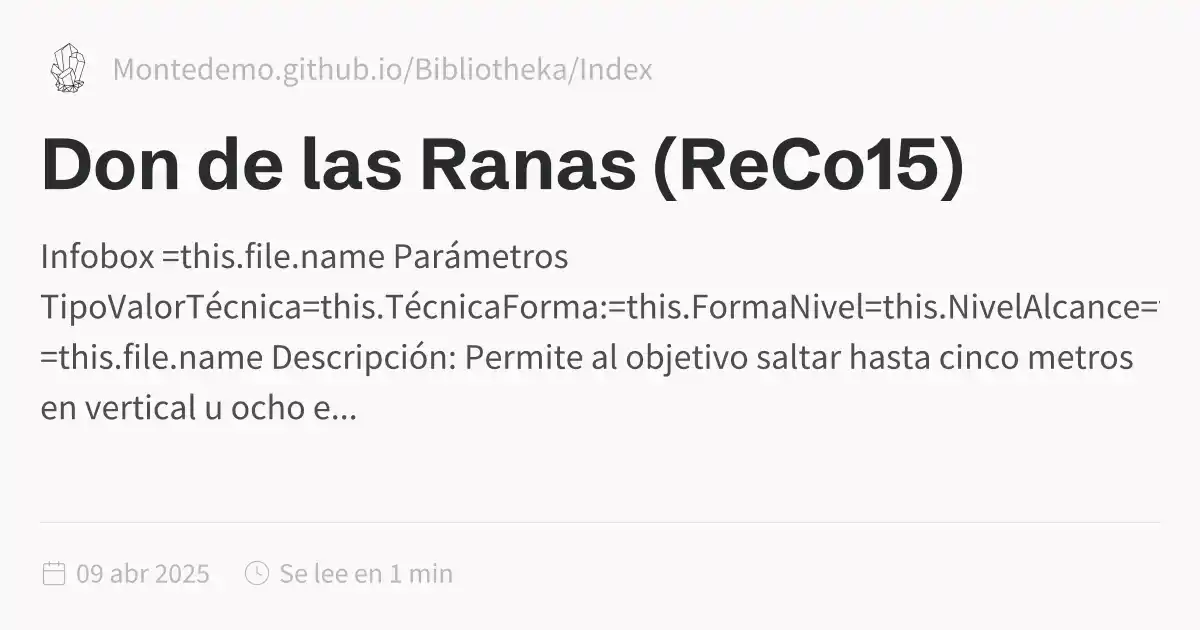 Montedemo.github.io/Bibliotheka/Index
Don de las Ranas (ReCo15)
Infobox =this.file.name Parámetros
TipoValorTécnica=this.TécnicaForma:=this.FormaNivel=this.NivelAlcance=
=this.file.name Descripción: Permite al objetivo saltar hasta cinco metros
en vertical u ocho e...
09 abr 2025
Se lee en 1 min